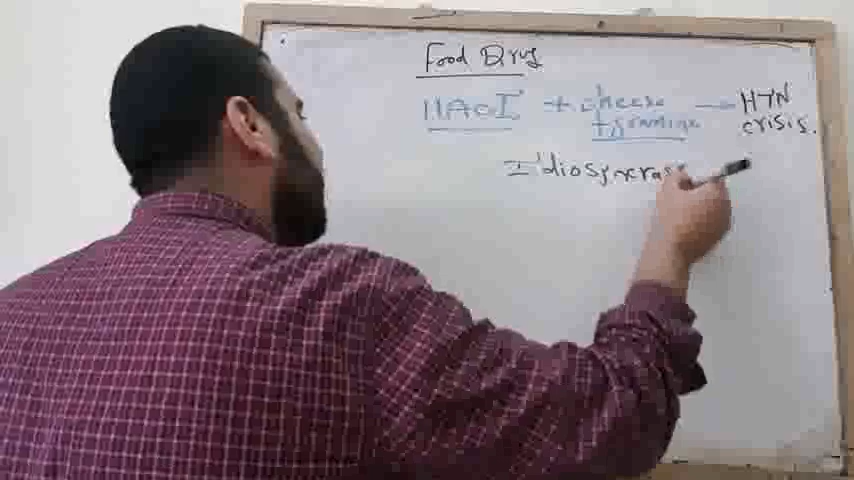 Food Drug
MAOI + cheese → HTN
tyramine crisis.
Idiosyncras